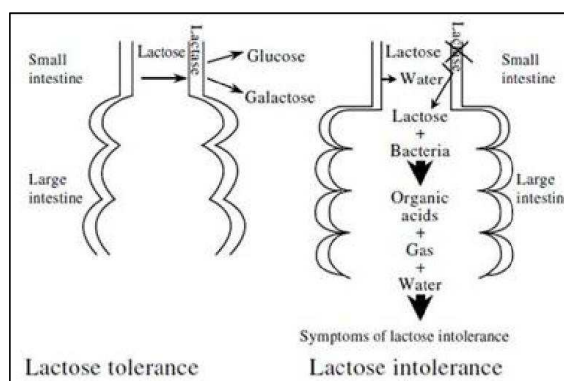 Small
intestine
Lactose
Lactase
Glucose
Galactose
Large
intestine
Lactose tolerance
Lactose
Lactase
Small
intestine
Water
Lactose
+
Bacteria
Large
intestin
Organic
acids
+
Gas
+
Water
Symptoms of lactose intolerance
Lactose intolerance